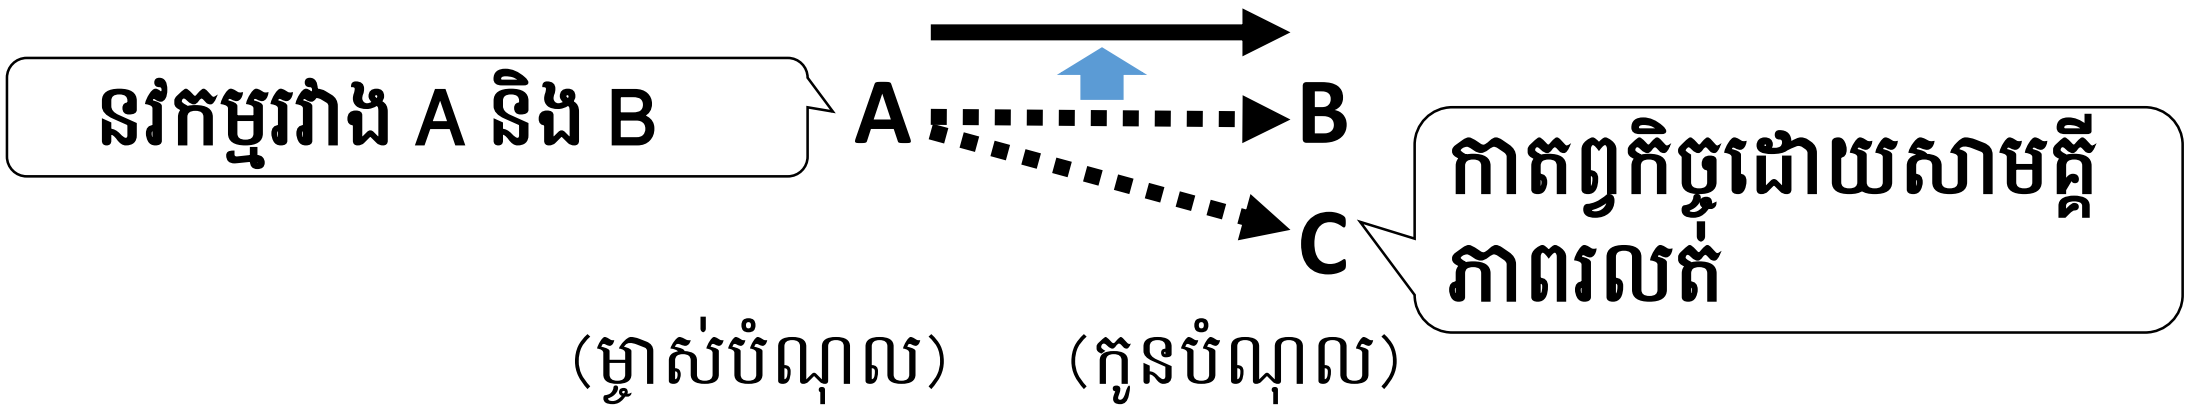 នវកម្មរវាង A និង B
A
B
C
កាតព្វកិច្ចដោយសាមគ្គី
ភាពរលត់
(ម្ចាស់បំណុល)
(កូនបំណុល)